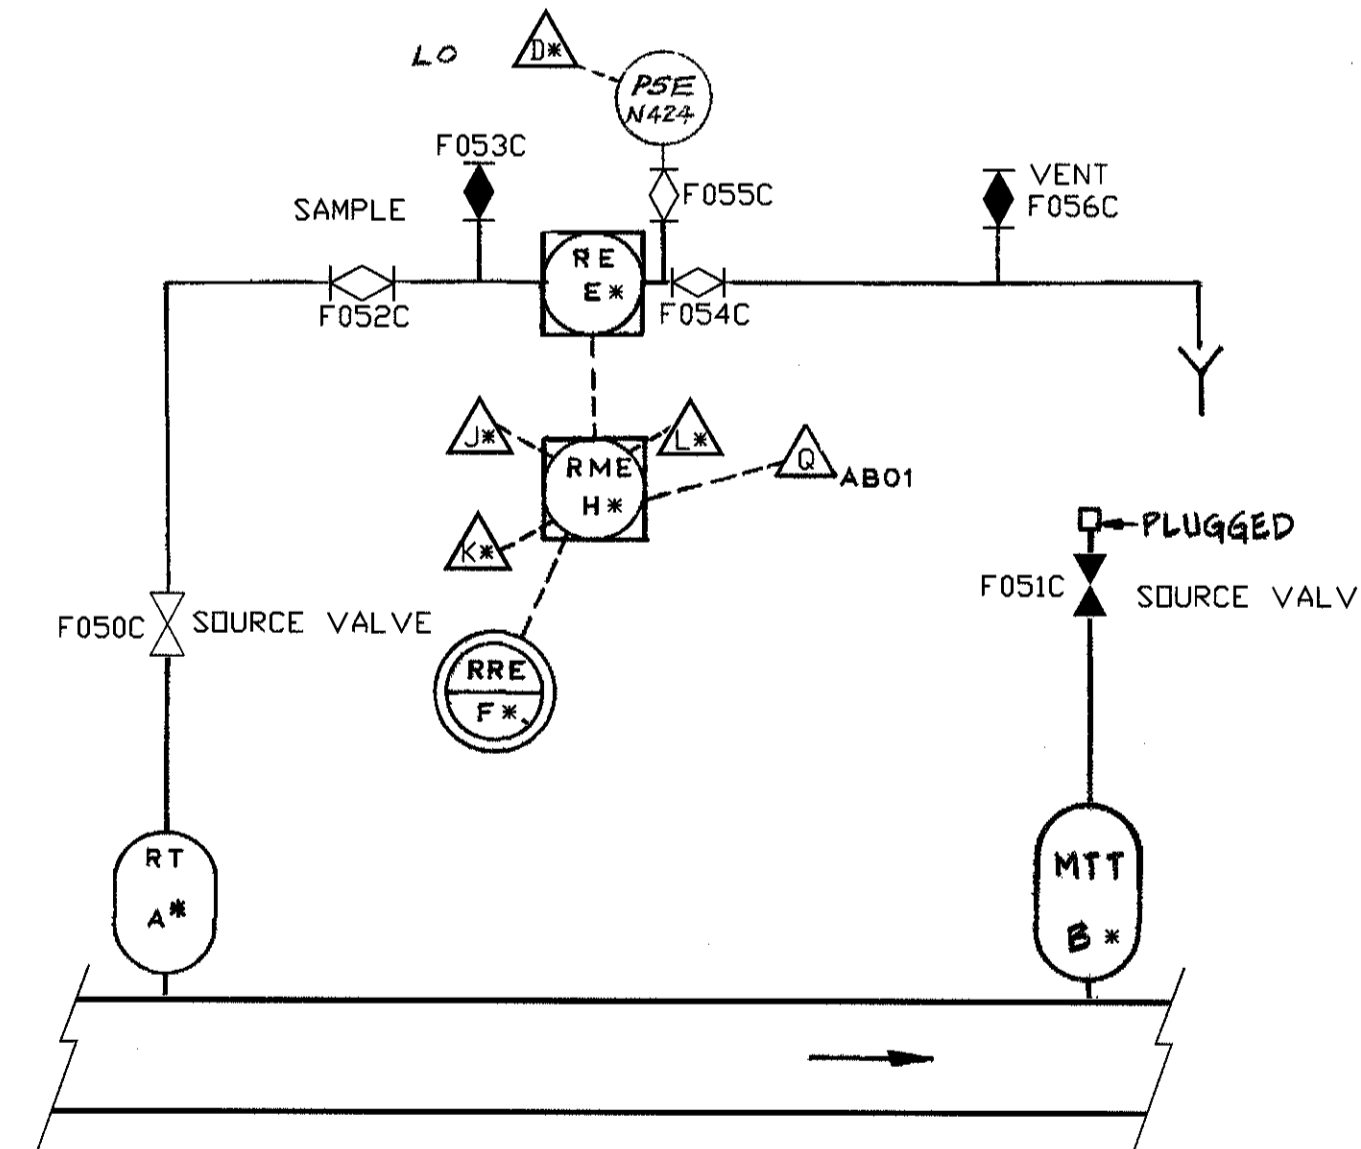 LO
D*
PSE
N424
F053C
F055C
VENT
F056C
SAMPLE
RE
E*
F052C
F054C
J*
L*
RME
H*
Q
AB01
K*
PLUGGED
F051C
SOURCE VALV
F050C
SOURCE VALVE
RRE
F*
RT
A*
MTT
B*